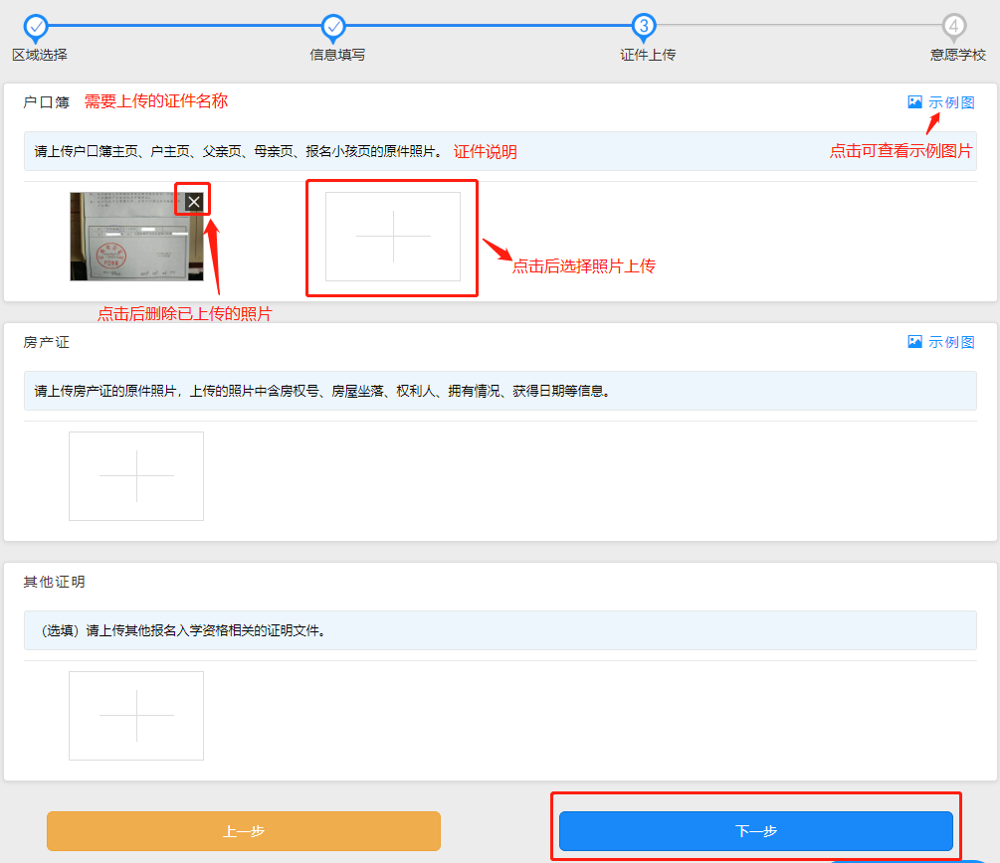 3
4
区域选择
信息填写
证件上传
意愿学校
户口簿
需要上传的证件名称
示例图
请上传户口簿主页、户主页、父亲页、母亲页、报名小孩页的原件照片。
证件说明
点击可查看示例图片
点击后选择照片上传
点击后删除已上传的照片
房产证
示例图
请上传房产证的原件照片，上传的照片中含房权号、房屋坐落、权利人、拥有情况、获得日期等信息。
其他证明
（选填）请上传其他报名入学资格相关的证明文件。
上一步
下一步